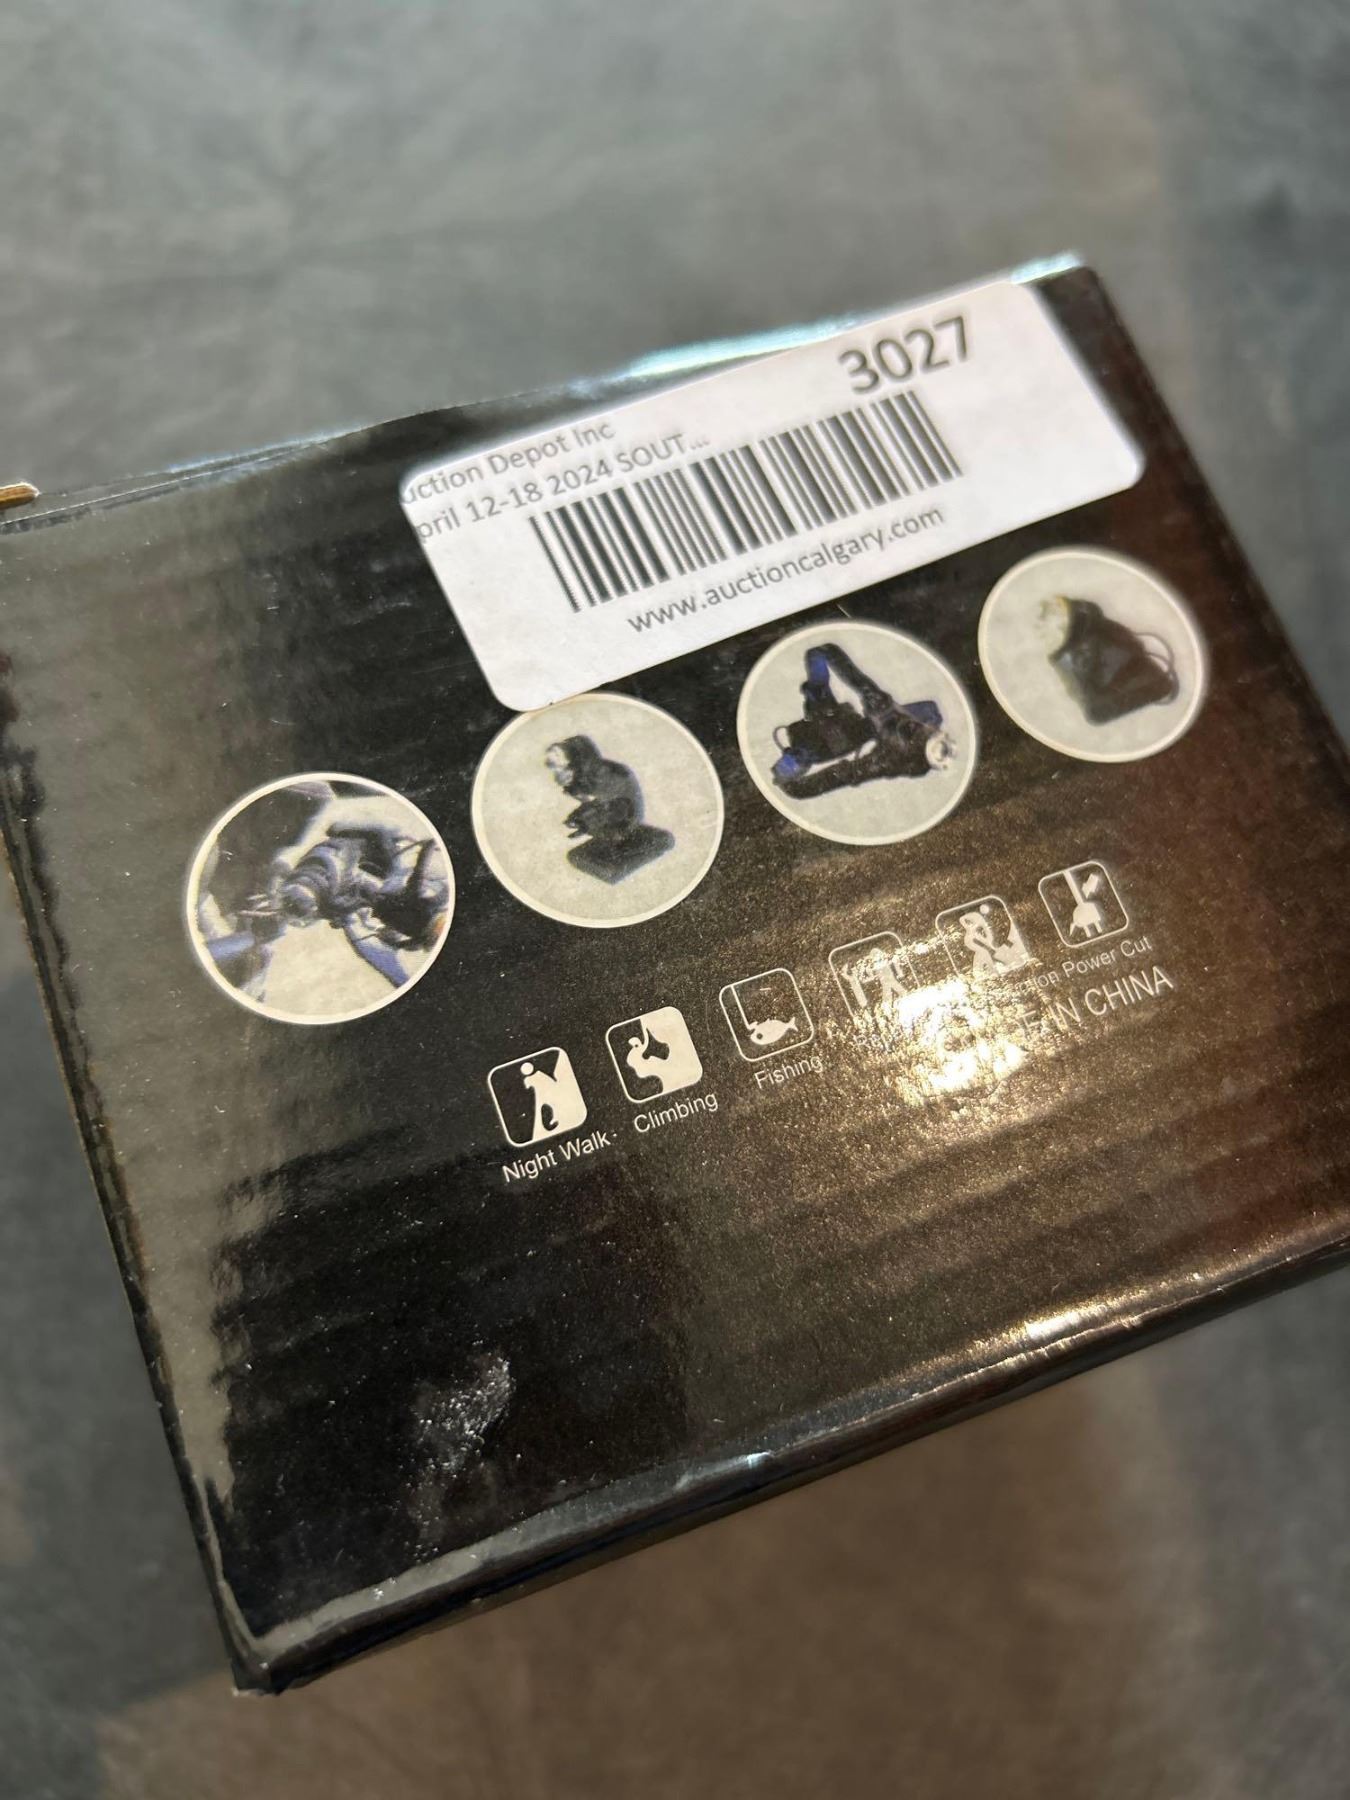 3027
uction Depot Inc
pril 12-18 2024 SOUT...
www.auctioncalgary.com
Night Walk
Climbing
Fishing
Power Cut
IN CHINA